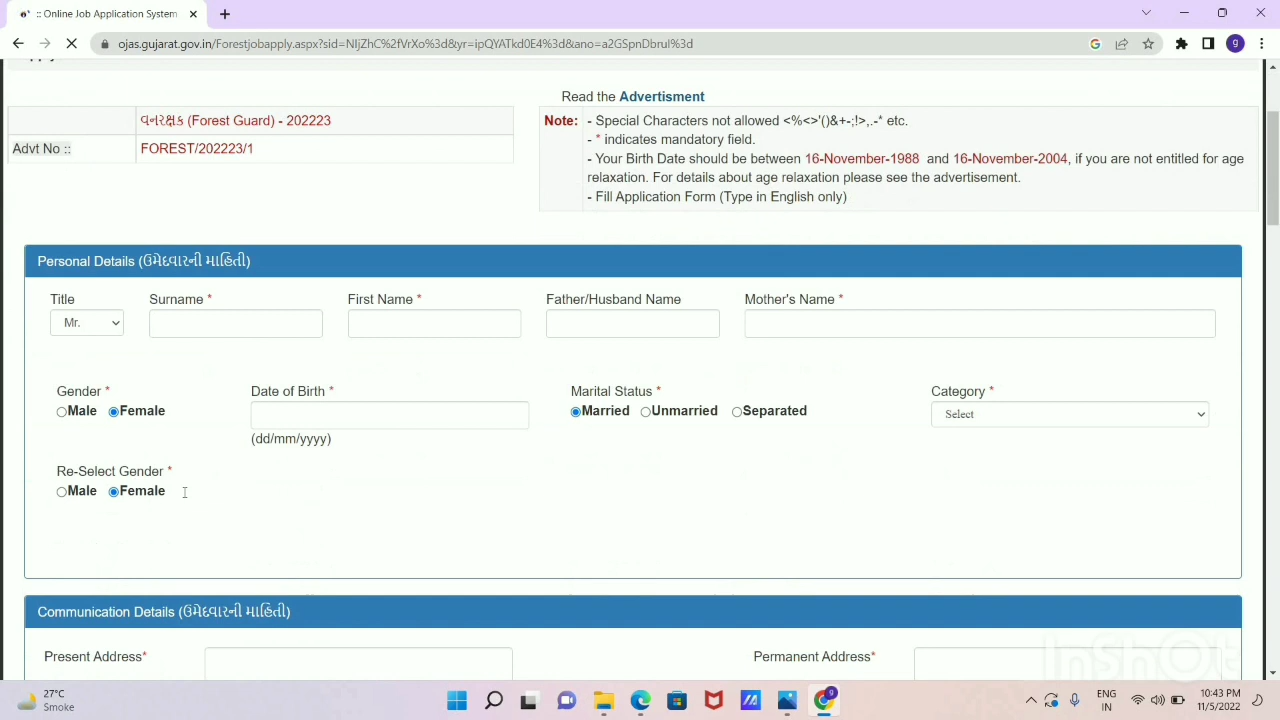 :: Online Job Application System
ojas.gujarat.gov.in/Forestjobapply.aspx?sid=NIjZhC%2VrXo%3d&yr=ipQYATkd0E4%3d&ano=a2GSpnDbruI%3d
g
Read the Advertisment
વનરક્ષક (Forest Guard) - 202223
Advt No ::
FOREST/202223/1
Note: - Special Characters not allowed <%<>'()&+-;!>,.-* etc.
- * indicates mandatory field.
- Your Birth Date should be between 16-November-1988 and 16-November-2004, if you are not entitled for age
relaxation. For details about age relaxation please see the advertisement.
- Fill Application Form (Type in English only)
Personal Details (ઉમેદવારની માહિતી)
Title Surname * First Name * Father/Husband Name Mother's Name *
Mr.
Gender * Date of Birth * Marital Status * Category *
Male Female Married Unmarried Separated Select
(dd/mm/yyyy)
Re-Select Gender *
Male Female
Communication Details (ઉમેદવારની માહિતી)
Present Address* Permanent Address*
InShOt
27°C
Smoke
9
ENG
IN
10:43 PM
11/5/2022